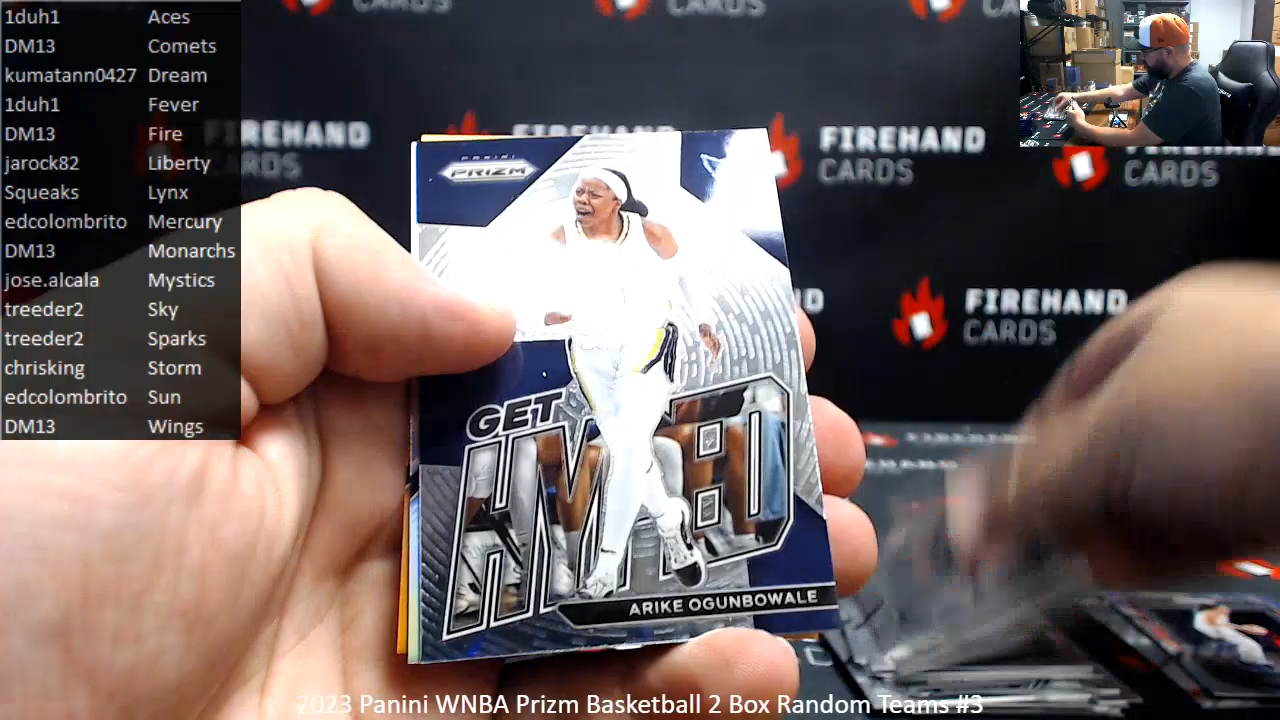 1duh1 Aces
DM13 Comets
kumatann0427 Dream
1duh1 Fever
DM13 Fire
jarock82 Liberty
Squeaks Lynx
edcolombrito Mercury
DM13 Monarchs
jose.alcala Mystics
treeder2 Sky
treeder2 Sparks
chrisking Storm
edcolombrito Sun
DM13 Wings
CARDS
CARDS
FIREHAND
CARDS
FIREHAND
CARDS
PANINI
PRIZM
GET
HYPED
ARIKE OGUNBOWALE
2023 Panini WNBA Prizm Basketball 2 Box Random Teams #3